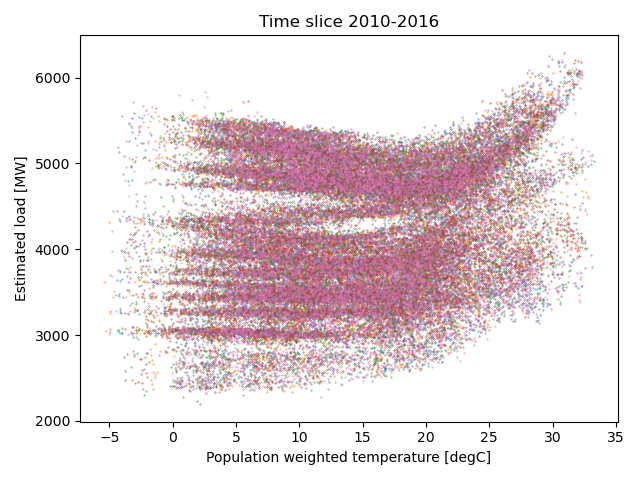 Time slice 2010-2016
Estimated load [MW]
6000
5000
4000
3000
2000
−5 0 5 10 15 20 25 30 35
Population weighted temperature [degC]